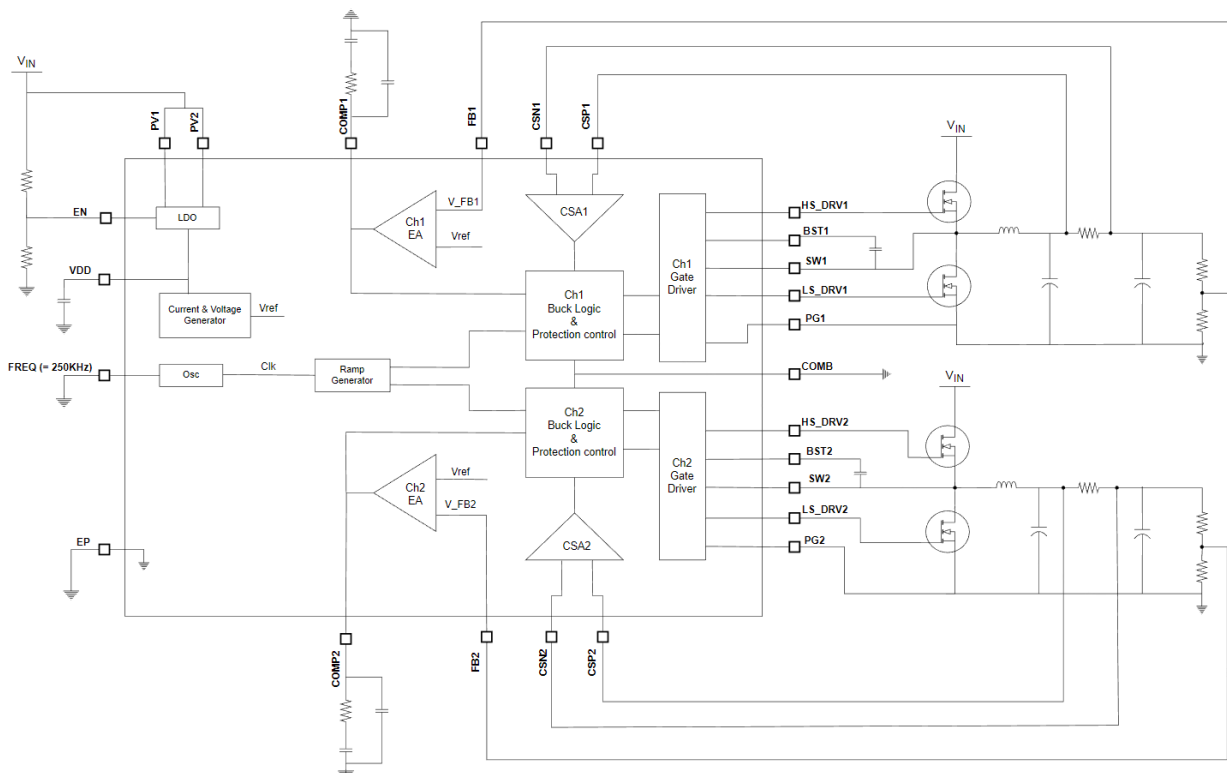 VIN
PV1
PV2
COMP1
FB1
CSN1
CSP1
VIN
EN
LDO
V_FB1
Ch1
EA
Vref
CSA1
HS_DRV1
BST1
SW1
LS_DRV1
PG1
Ch1
Gate
Driver
VDD
Current & Voltage
Generator
Vref
Ch1
Buck Logic
&
Protection control
FREQ (= 250KHz)
Osc
Clk
Ramp
Generator
COMB
VIN
Ch2
Buck Logic
&
Protection control
HS_DRV2
BST2
SW2
LS_DRV2
PG2
Ch2
Gate
Driver
Vref
V_FB2
Ch2
EA
CSA2
EP
COMP2
FB2
CSN2
CSP2